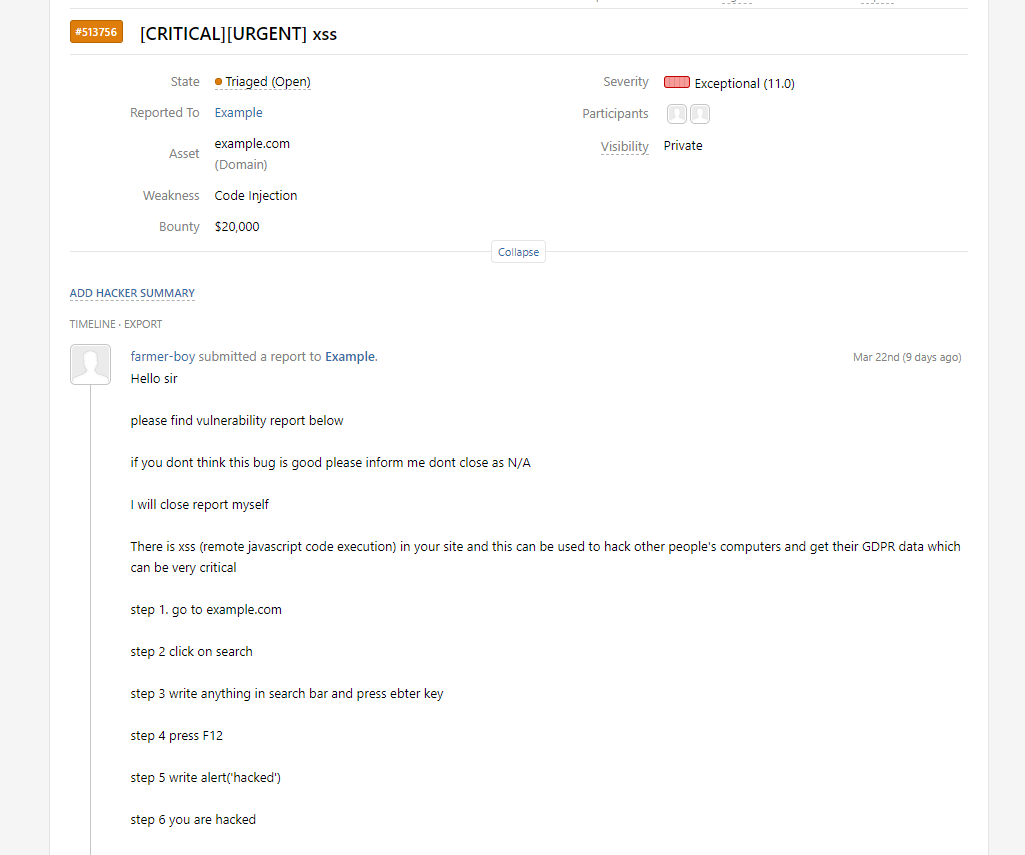 #513756 [CRITICAL][URGENT] xss
State Triaged (Open)
Severity Exceptional (11.0)
Reported To Example
Participants
Asset example.com
(Domain)
Visibility Private
Weakness Code Injection
Bounty $20,000
Collapse
ADD HACKER SUMMARY
TIMELINE · EXPORT
farmer-boy submitted a report to Example. Mar 22nd (9 days ago)
Hello sir
please find vulnerability report below
if you dont think this bug is good please inform me dont close as N/A
I will close report myself
There is xss (remote javascript code execution) in your site and this can be used to hack other people's computers and get their GDPR data which
can be very critical
step 1. go to example.com
step 2 click on search
step 3 write anything in search bar and press ebter key
step 4 press F12
step 5 write alert('hacked')
step 6 you are hacked